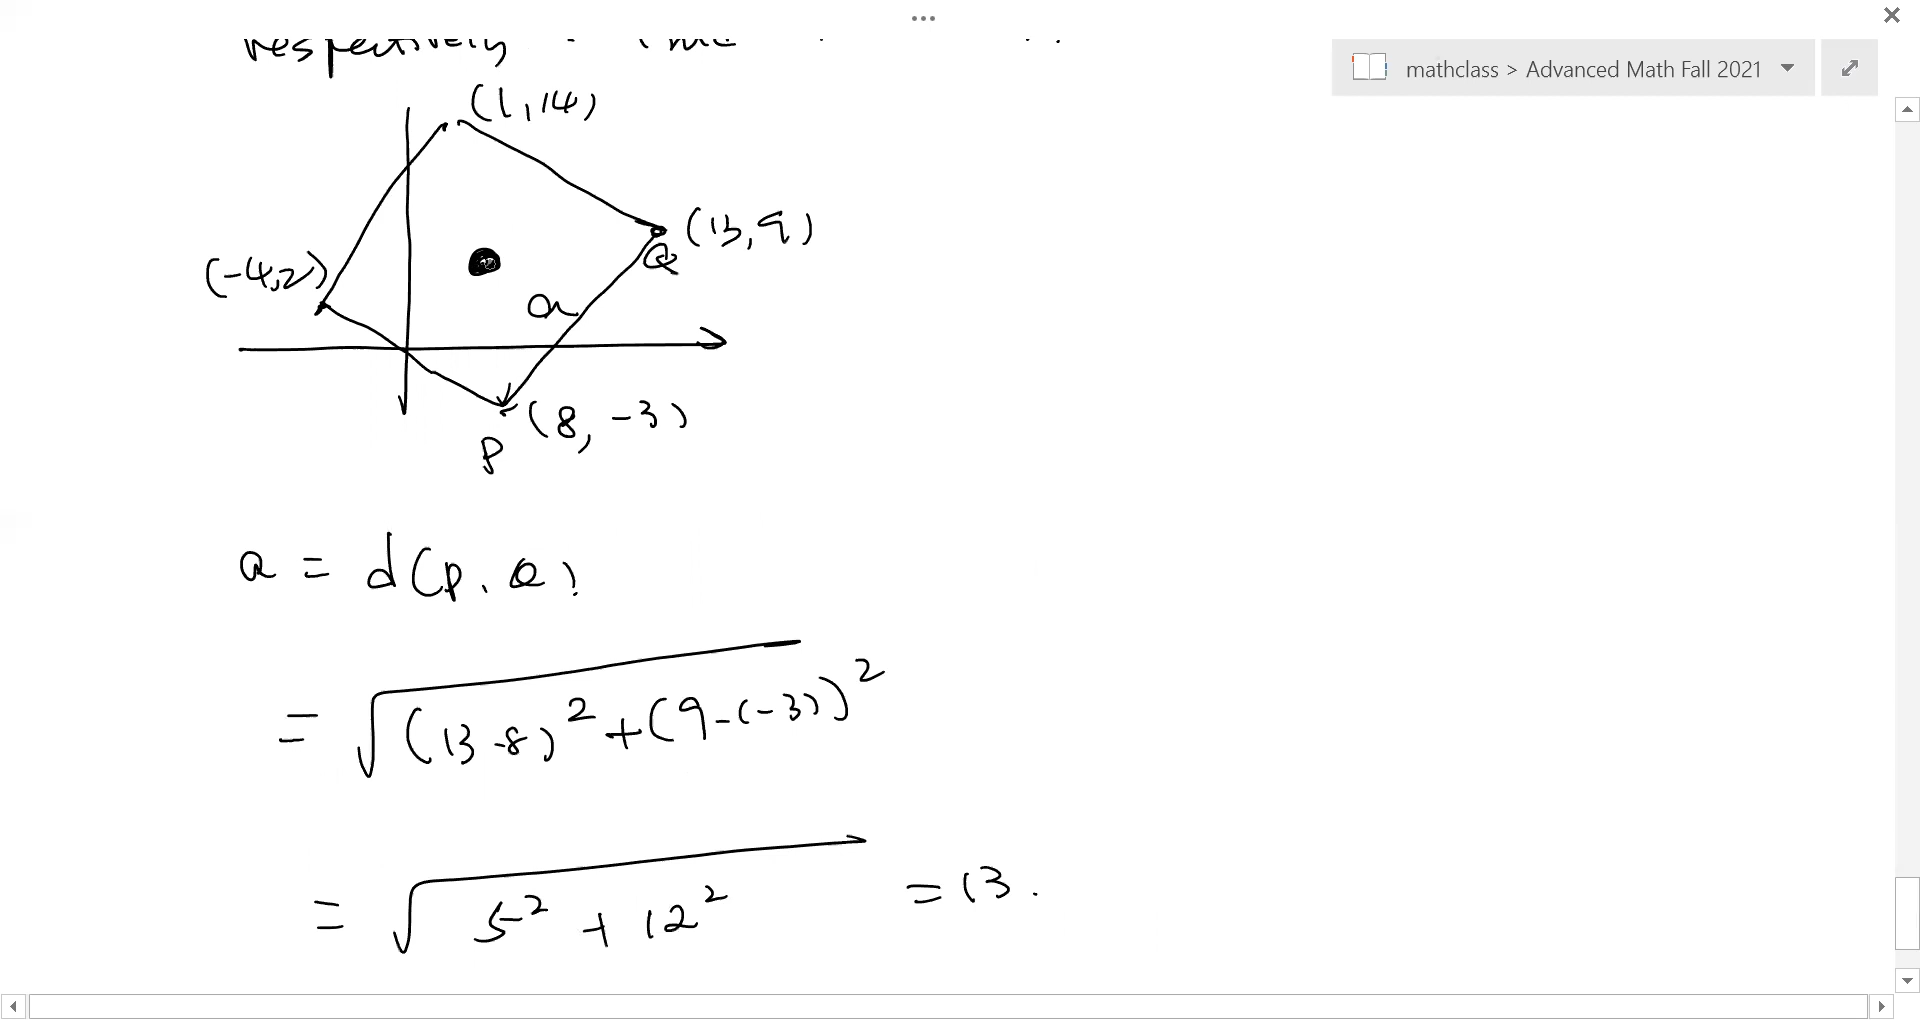 respectively
mathclass > Advanced Math Fall 2021
(1, 14)
(13, 9)
Q
(-4, 2)
a
(8, -3)
P
a = d(P, Q)
= √(13-8)² + (9-(-3))²
= √5² + 12² = 13.